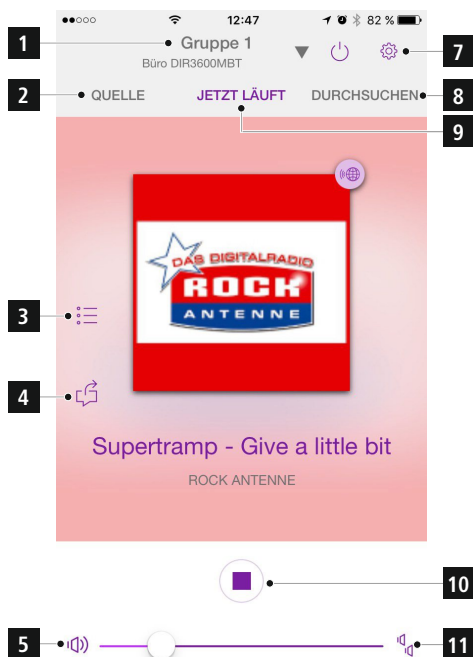 12:47
82 %
1
Gruppe 1
Büro DIR3600MBT
7
2
QUELLE
JETZT LÄUFT
DURCHSUCHEN
8
9
DAS DIGITALRADIO
ROCK
ANTENNE
3
4
Supertramp - Give a little bit
ROCK ANTENNE
10
5
11